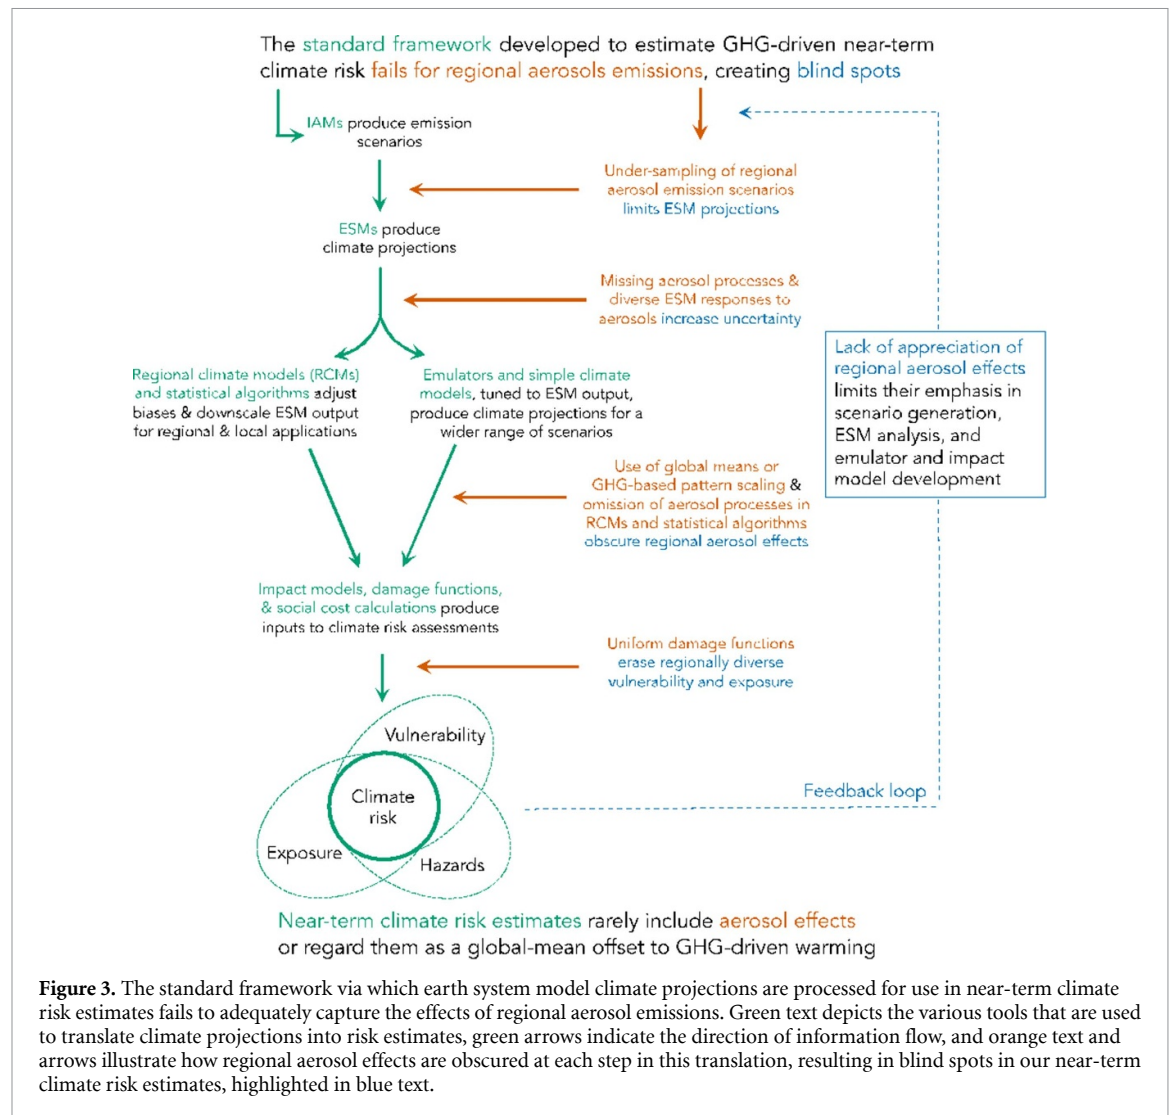 The standard framework developed to estimate GHG-driven near-term
climate risk fails for regional aerosols emissions, creating blind spots
IAMs produce emission
scenarios
Under-sampling of regional
aerosol emission scenarios
limits ESM projections
ESMs produce
climate projections
Missing aerosol processes &
diverse ESM responses to
aerosols increase uncertainty
Lack of appreciation of
regional aerosol effects
limits their emphasis in
scenario generation,
ESM analysis, and
emulator and impact
model development
Regional climate models (RCMs)
and statistical algorithms adjust
biases & downscale ESM output
for regional & local applications
Emulators and simple climate
models, tuned to ESM output,
produce climate projections for a
wider range of scenarios
Use of global means or
GHG-based pattern scaling &
omission of aerosol processes in
RCMs and statistical algorithms
obscure regional aerosol effects
Impact models, damage functions,
& social cost calculations produce
inputs to climate risk assessments
Uniform damage functions
erase regionally diverse
vulnerability and exposure
Vulnerability
Climate
risk
Exposure
Hazards
Feedback loop
Near-term climate risk estimates rarely include aerosol effects
or regard them as a global-mean offset to GHG-driven warming
Figure 3. The standard framework via which earth system model climate projections are processed for use in near-term climate
risk estimates fails to adequately capture the effects of regional aerosol emissions. Green text depicts the various tools that are used
to translate climate projections into risk estimates, green arrows indicate the direction of information flow, and orange text and
arrows illustrate how regional aerosol effects are obscured at each step in this translation, resulting in blind spots in our near-term
climate risk estimates, highlighted in blue text.